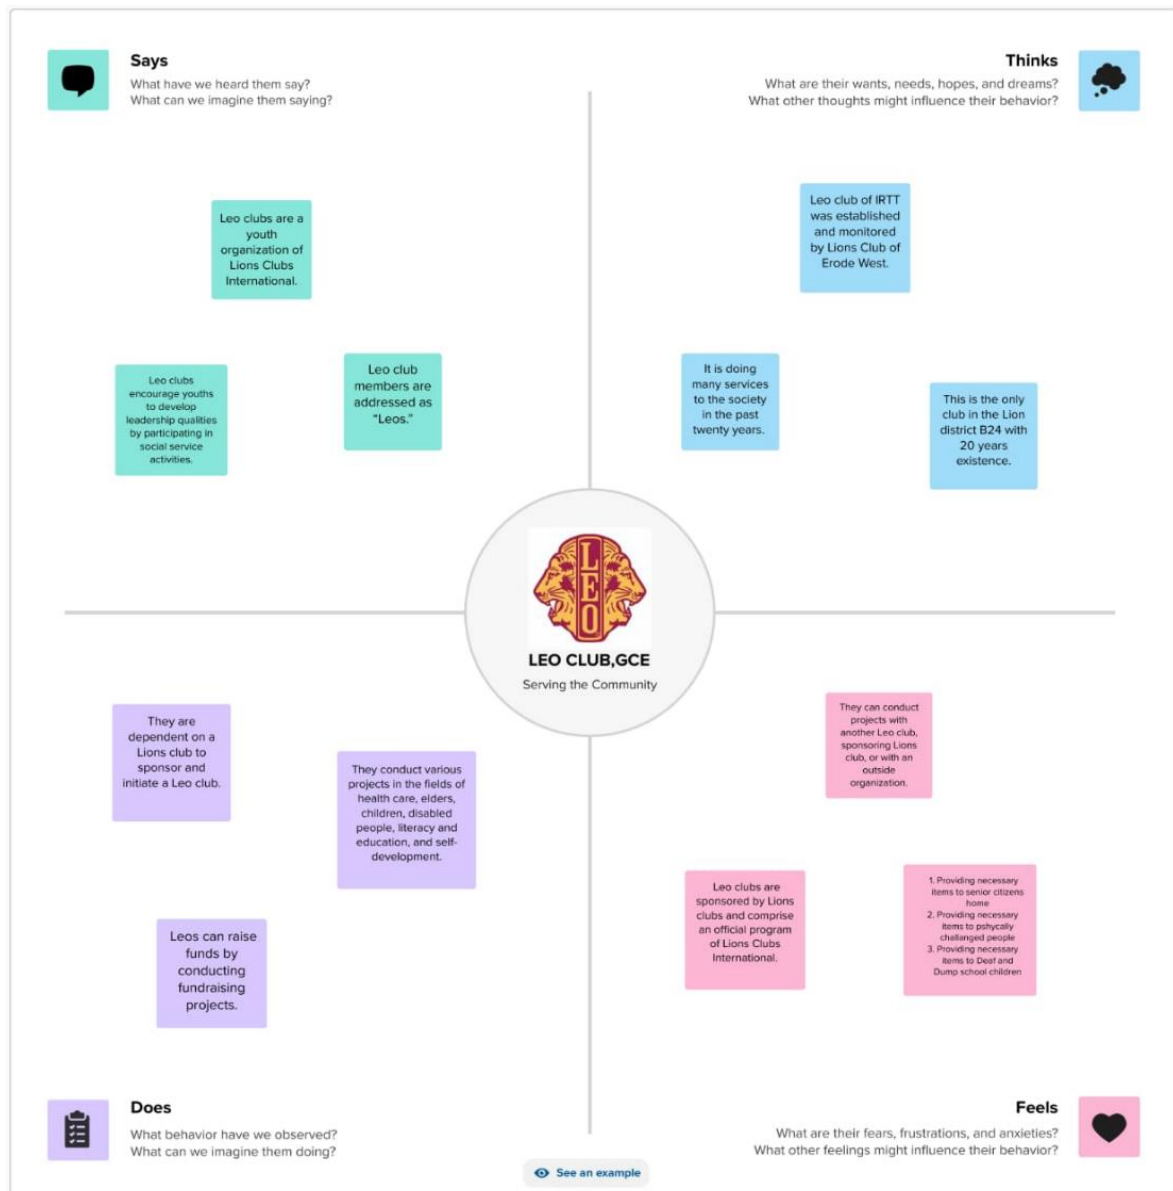 Says
What have we heard them say?
What can we imagine them saying?
Thinks
What are their wants, needs, hopes, and dreams?
What other thoughts might influence their behavior?
Leo clubs are a
youth
organization of
Lions Clubs
International.
Leo clubs
encourage youths
to develop
leadership qualities
by participating in
social service
activities.
Leo club
members are
addressed as
“Leos.”
Leo club of IRTT
was established
and monitored
by Lions Club of
Erode West.
It is doing
many services
to the society
in the past
twenty years.
This is the only
club in the Lion
district B24 with
20 years
existence.
LEO
LEO CLUB,GCE
Serving the Community
They are
dependent on a
Lions club to
sponsor and
initiate a Leo club.
They conduct various
projects in the fields of
health care, elders,
children, disabled
people, literacy and
education, and self-
development.
Leos can raise
funds by
conducting
fundraising
projects.
They can conduct
projects with
another Leo club,
sponsoring Lions
club, or with an
outside
organization.
Leo clubs are
sponsored by Lions
clubs and comprise
an official program
of Lions Clubs
International.
1. Providing necessary
items to senior citizens
home
2. Providing necessary
items to pshycally
challanged people
3. Providing necessary
items to Deaf and
Dump school children
Does
What behavior have we observed?
What can we imagine them doing?
Feels
What are their fears, frustrations, and anxieties?
What other feelings might influence their behavior?
See an example